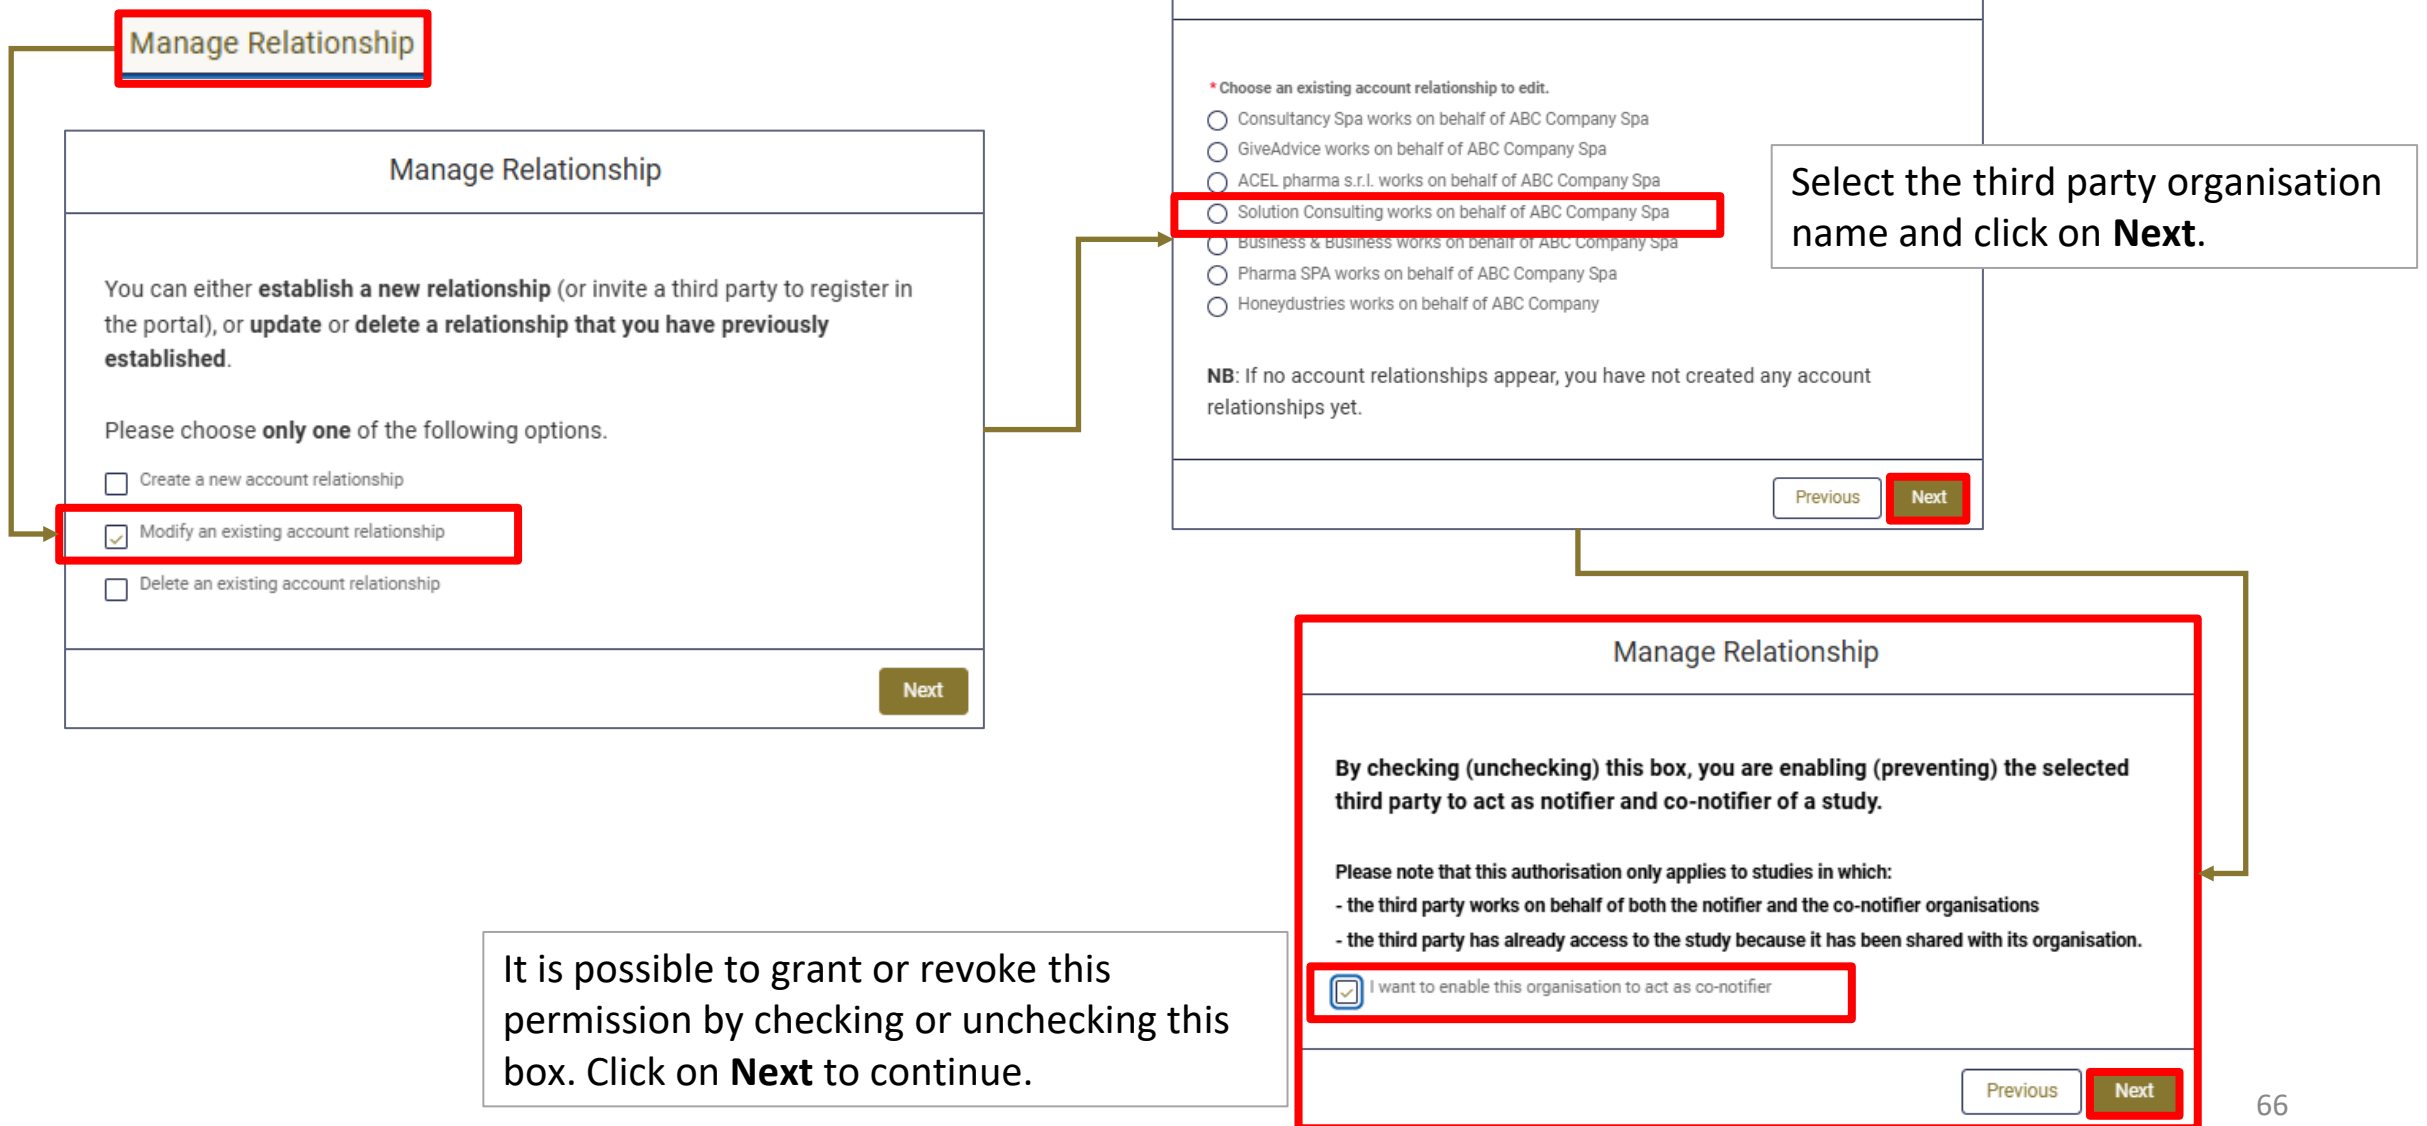 Manage Relationship
Manage Relationship
You can either establish a new relationship (or invite a third party to register in
the portal), or update or delete a relationship that you have previously
established.
Please choose only one of the following options.
Create a new account relationship
Modify an existing account relationship
Delete an existing account relationship
Next
*Choose an existing account relationship to edit.
Consultancy Spa works on behalf of ABC Company Spa
GiveAdvice works on behalf of ABC Company Spa
ACEL pharma s.r.l. works on behalf of ABC Company Spa
Solution Consulting works on behalf of ABC Company Spa
Business & Business works on behalf of ABC Company Spa
Pharma SPA works on behalf of ABC Company Spa
Honeydustries works on behalf of ABC Company
NB: If no account relationships appear, you have not created any account
relationships yet.
Previous
Next
Select the third party organisation
name and click on Next.
Manage Relationship
By checking (unchecking) this box, you are enabling (preventing) the selected
third party to act as notifier and co-notifier of a study.
Please note that this authorisation only applies to studies in which:
- the third party works on behalf of both the notifier and the co-notifier organisations
- the third party has already access to the study because it has been shared with its organisation.
I want to enable this organisation to act as co-notifier
Previous
Next
It is possible to grant or revoke this
permission by checking or unchecking this
box. Click on Next to continue.
66